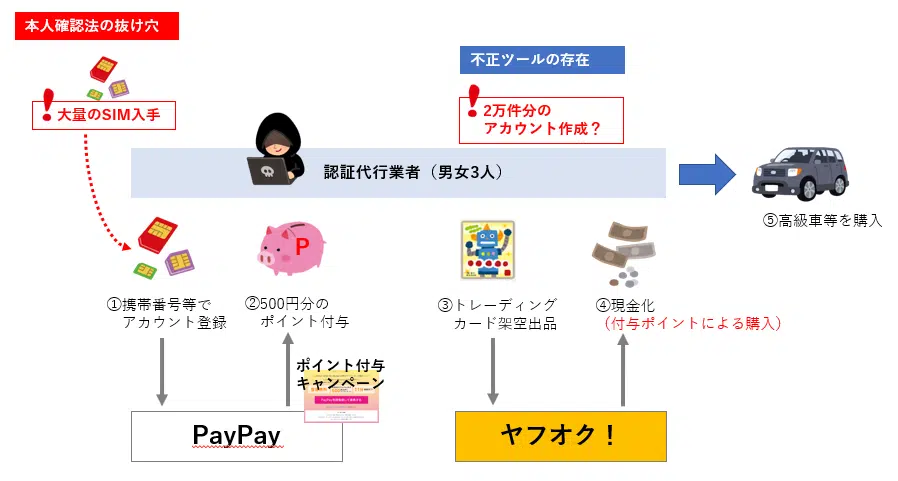 本人確認法の抜け穴
大量のSIM入手
不正ツールの存在
2万件分の
アカウント作成？
認証代行業者（男女3人）
⑤高級車等を購入
P
①携帯番号等で
アカウント登録
②500円分の
ポイント付与
③トレーディング
カード架空出品
④現金化
（付与ポイントによる購入）
ポイント付与
キャンペーン
PayPay
ヤフオク！